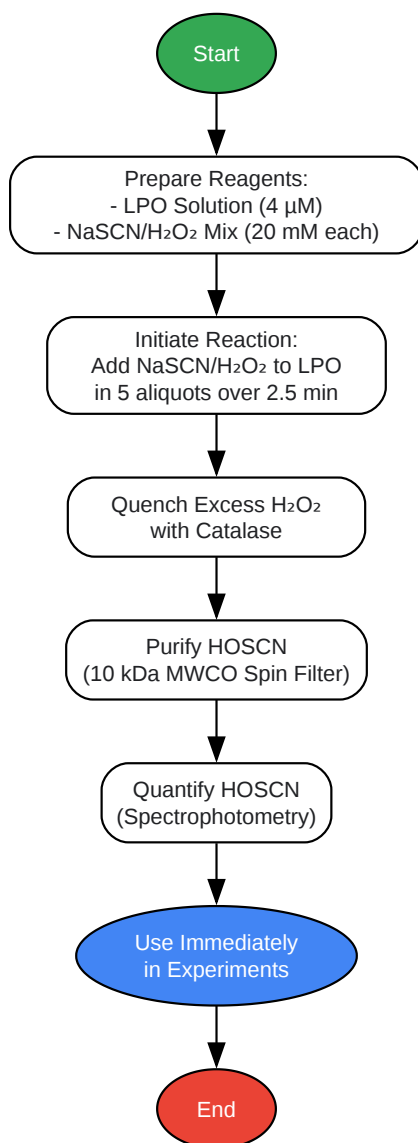 Start
Prepare Reagents:
- LPO Solution (4 µM)
- NaSCN/H₂O₂ Mix (20 mM each)
Initiate Reaction:
Add NaSCN/H₂O₂ to LPO
in 5 aliquots over 2.5 min
Quench Excess H₂O₂
with Catalase
Purify HOSCN
(10 kDa MWCO Spin Filter)
Quantify HOSCN
(Spectrophotometry)
Use Immediately
in Experiments
End